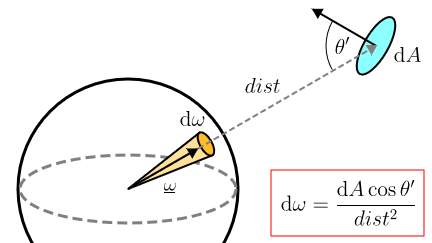 θ′
dA
dist
dω
ω
dω = dA cos θ′ / dist²